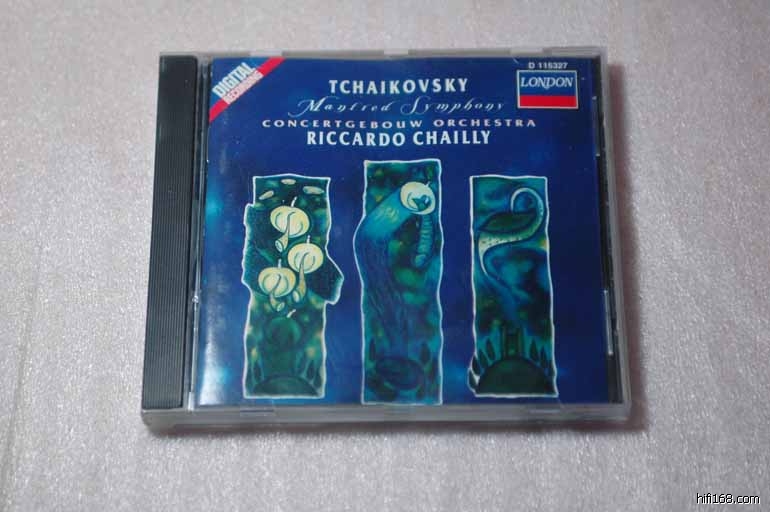 DIGITAL
RECORDING
D 115327
LONDON
TCHAIKOVSKY
Manfred Symphony
CONCERTGEBOUW ORCHESTRA
RICCARDO CHAILLY
hifi168.com